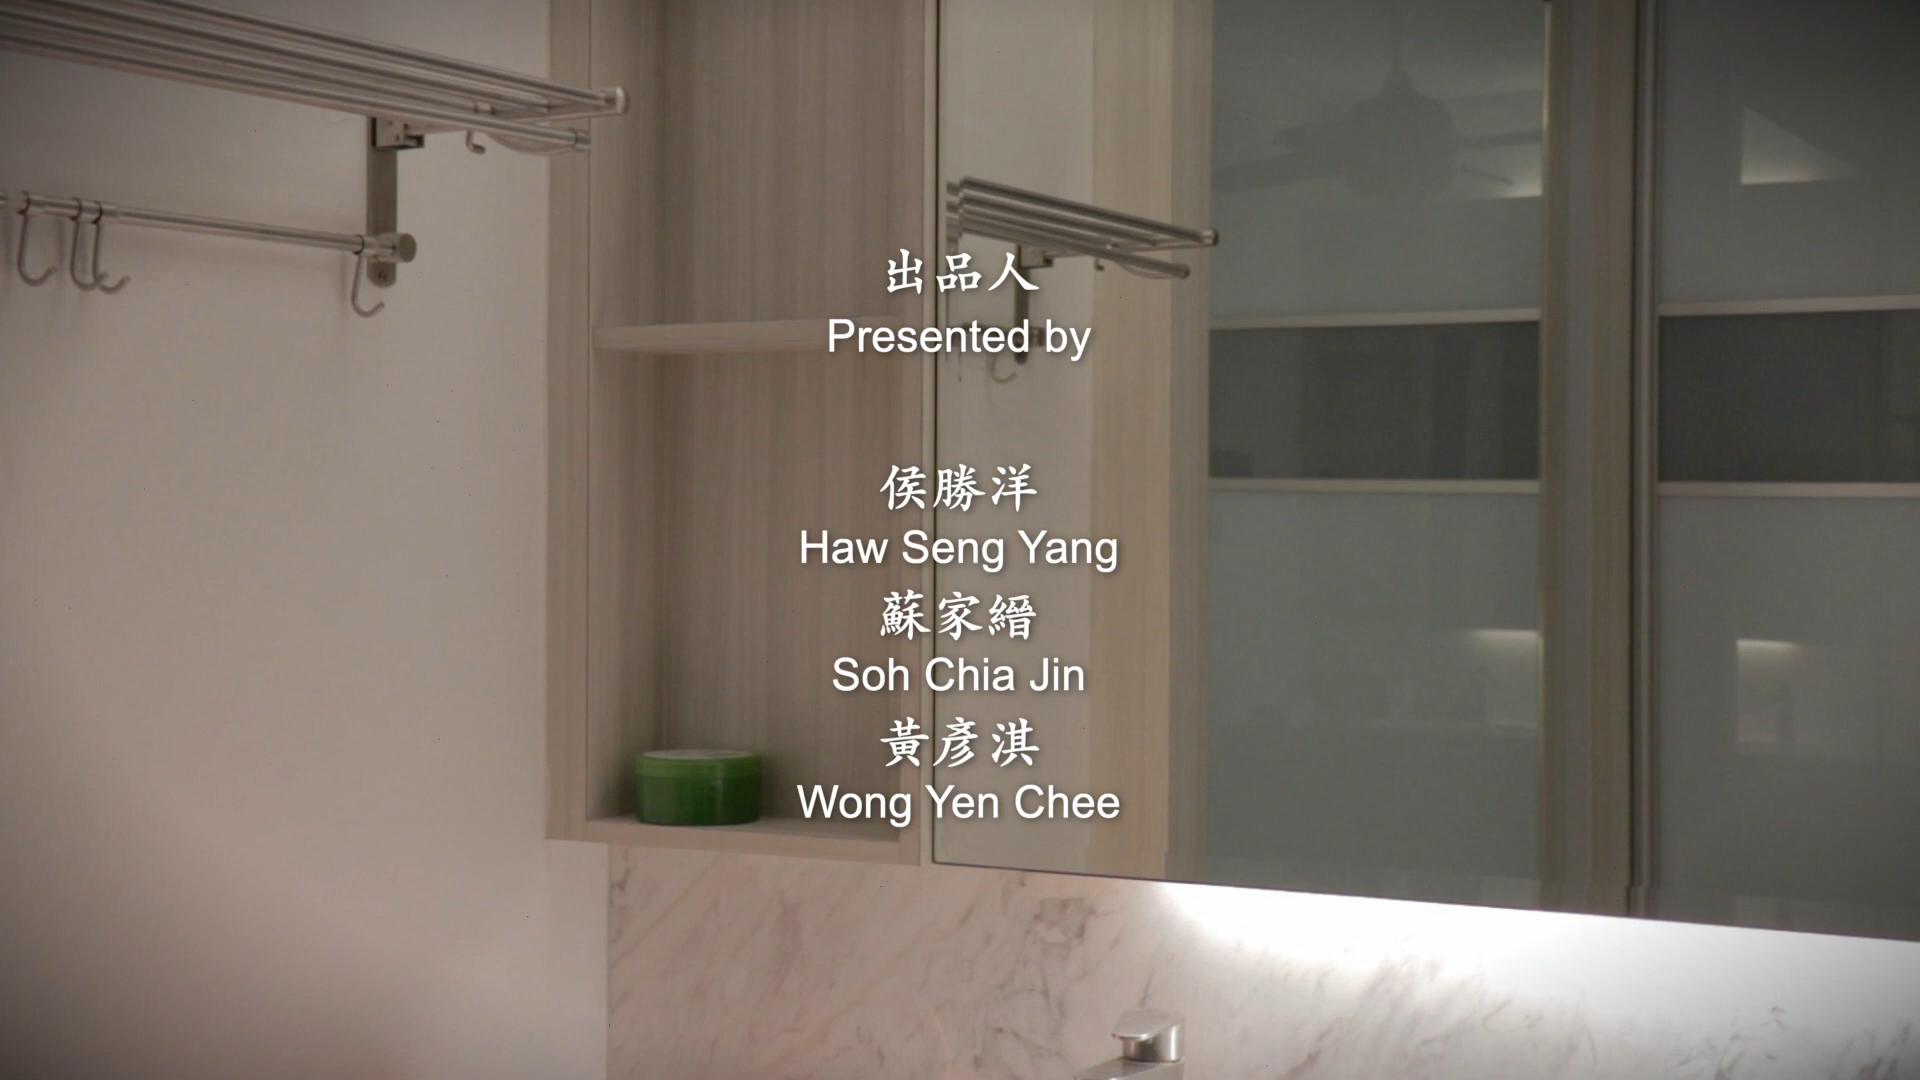 出品人
Presented by
侯勝洋
Haw Seng Yang
蘇家縉
Soh Chia Jin
黃彥淇
Wong Yen Chee